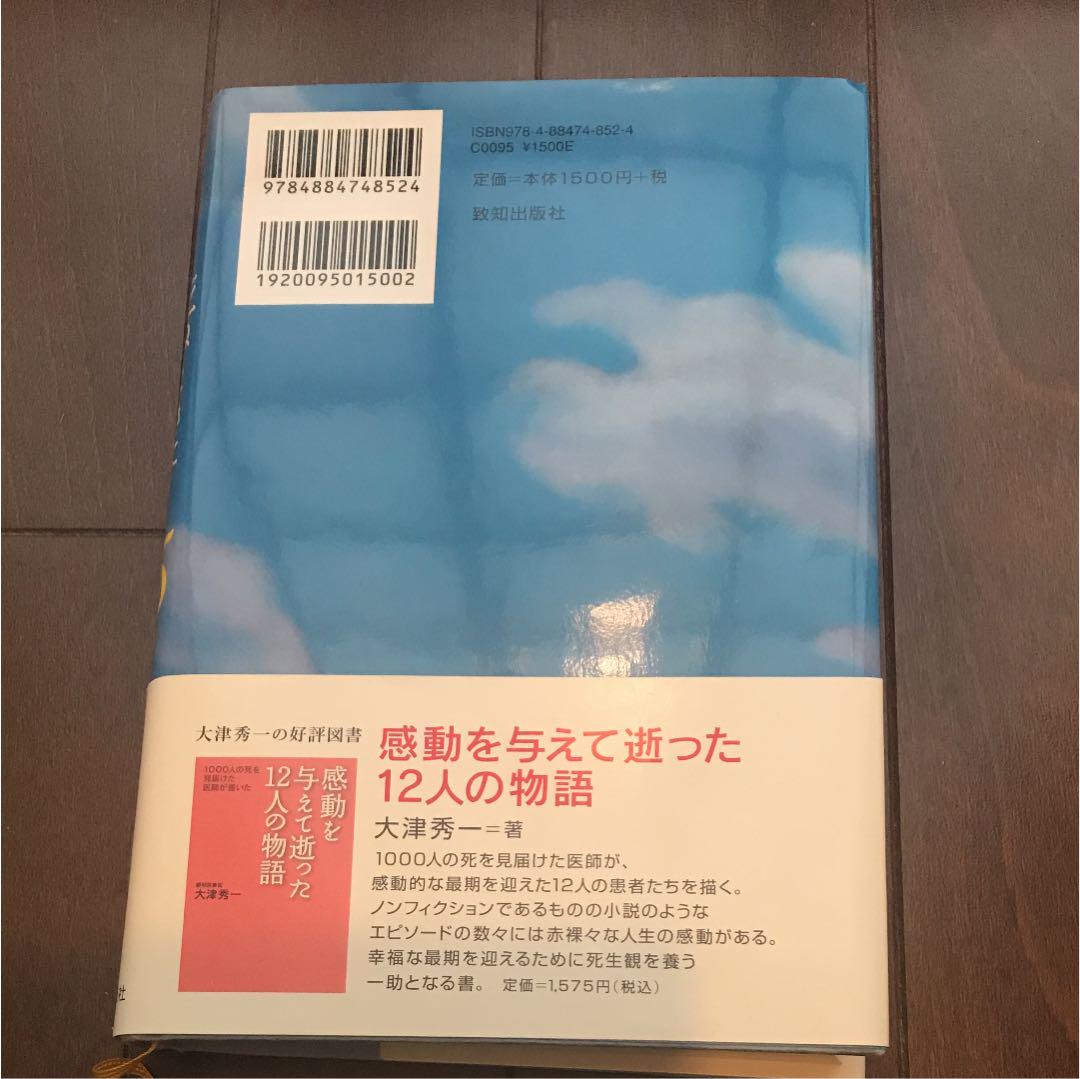 ISBN978-4-88474-852-4
C0095 ¥1500E
定価=本体1500円+税
致知出版社
9784884748524
1920095015002
大津秀一の好評図書
1000人の死を
見届けた
医師が描いた
感動を
与えて逝った
12人の物語
大津秀一
感動を与えて逝った
12人の物語
大津秀一=著
1000人の死を見届けた医師が、
感動的な最期を迎えた12人の患者たちを描く。
ノンフィクションであるものの小説のような
エピソードの数々には赤裸々な人生の感動がある。
幸福な最期を迎えるために死生観を養う
一助となる書。 定価=1,575円(税込)
社